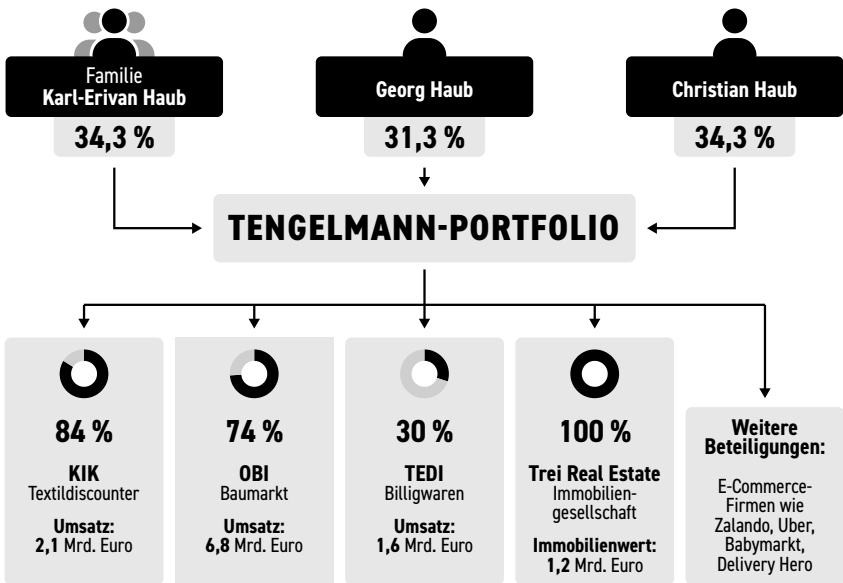 Familie
Karl-Erivan Haub
34,3 %
Georg Haub
31,3 %
Christian Haub
34,3 %
TENGELMANN-PORTFOLIO
84 %
KIK
Textildiscounter
Umsatz:
2,1 Mrd. Euro
74 %
OBI
Baumarkt
Umsatz:
6,8 Mrd. Euro
30 %
TEDI
Billigwaren
Umsatz:
1,6 Mrd. Euro
100 %
Trei Real Estate
Immobilien-
gesellschaft
Immobilienwert:
1,2 Mrd. Euro
Weitere
Beteiligungen:
E-Commerce-
Firmen wie
Zalando, Uber,
Babymarkt,
Delivery Hero